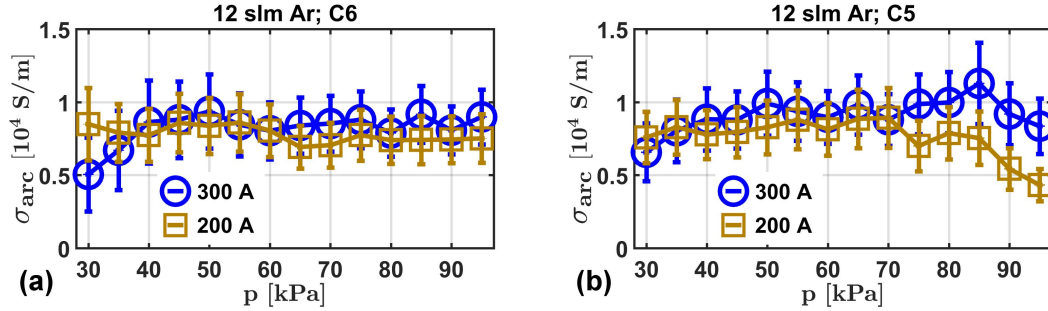 12 slm Ar; C6
1.5
1
0.5
0
σarc [10⁴ S/m]
300 A
200 A
30 40 50 60 70 80 90
p [kPa]
(a)
12 slm Ar; C5
1.5
1
0.5
0
σarc [10⁴ S/m]
300 A
200 A
30 40 50 60 70 80 90
p [kPa]
(b)